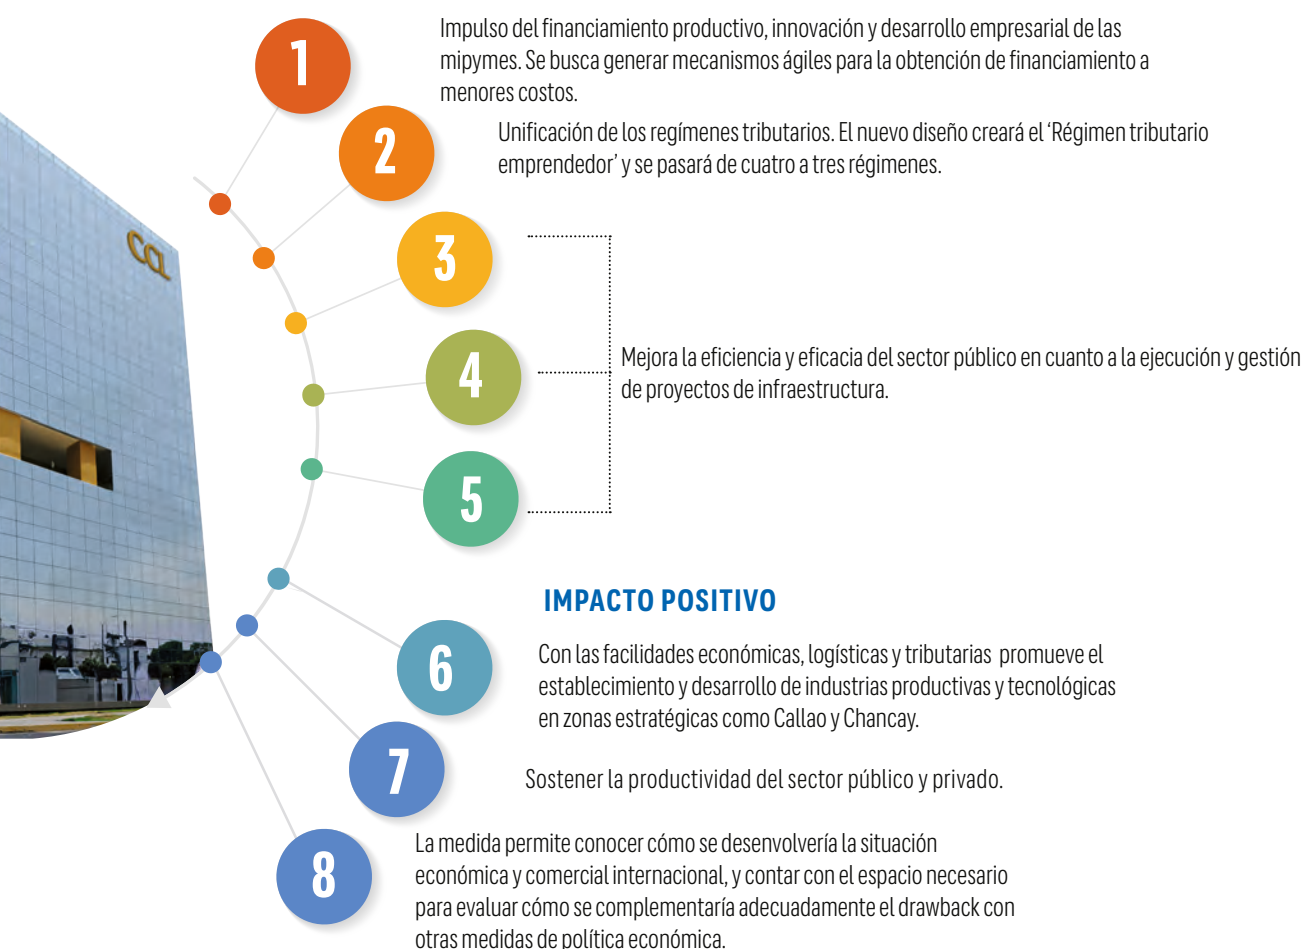 1
Impulso del financiamiento productivo, innovación y desarrollo empresarial de las
mipymes. Se busca generar mecanismos ágiles para la obtención de financiamiento a
menores costos.
2
Unificación de los regímenes tributarios. El nuevo diseño creará el ‘Régimen tributario
emprendedor’ y se pasará de cuatro a tres régimenes.
CCL
3
4
5
Mejora la eficiencia y eficacia del sector público en cuanto a la ejecución y gestión
de proyectos de infraestructura.
IMPACTO POSITIVO
6
Con las facilidades económicas, logísticas y tributarias promueve el
establecimiento y desarrollo de industrias productivas y tecnológicas
en zonas estratégicas como Callao y Chancay.
7
Sostener la productividad del sector público y privado.
8
La medida permite conocer cómo se desenvolvería la situación
económica y comercial internacional, y contar con el espacio necesario
para evaluar cómo se complementaría adecuadamente el drawback con
otras medidas de política económica.